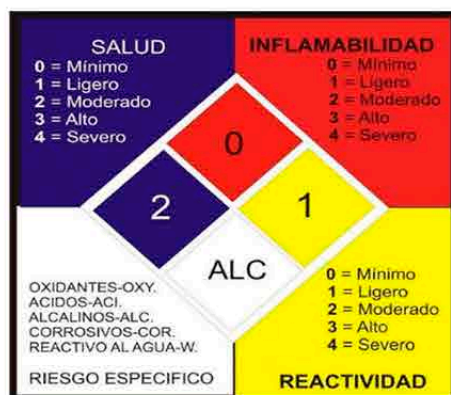 SALUD
0 = Mínimo
1 = Ligero
2 = Moderado
3 = Alto
4 = Severo
INFLAMABILIDAD
0 = Mínimo
1 = Ligero
2 = Moderado
3 = Alto
4 = Severo
0
2
1
ALC
OXIDANTES-OXY.
ACIDOS-ACI.
ALCALINOS-ALC.
CORROSIVOS-COR.
REACTIVO AL AGUA-W.
RIESGO ESPECIFICO
0 = Mínimo
1 = Ligero
2 = Moderado
3 = Alto
4 = Severo
REACTIVIDAD